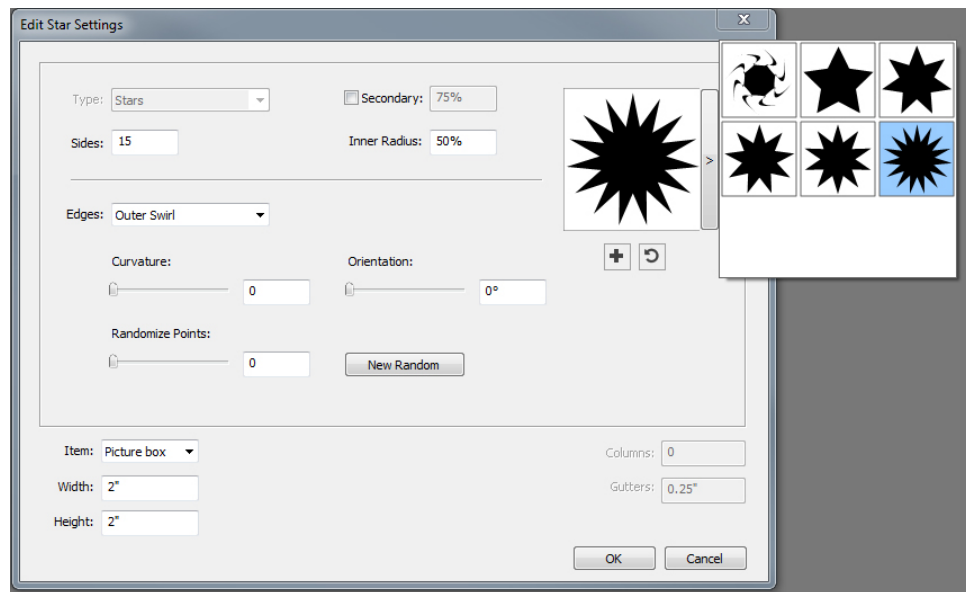 Edit Star Settings
Type: Stars
Secondary: 75%
Sides: 15
Inner Radius: 50%
>
Edges: Outer Swirl
Curvature:
Orientation:
0
0°
Randomize Points:
0
New Random
Item: Picture box
Columns: 0
Width: 2"
Gutters: 0.25"
Height: 2"
OK
Cancel